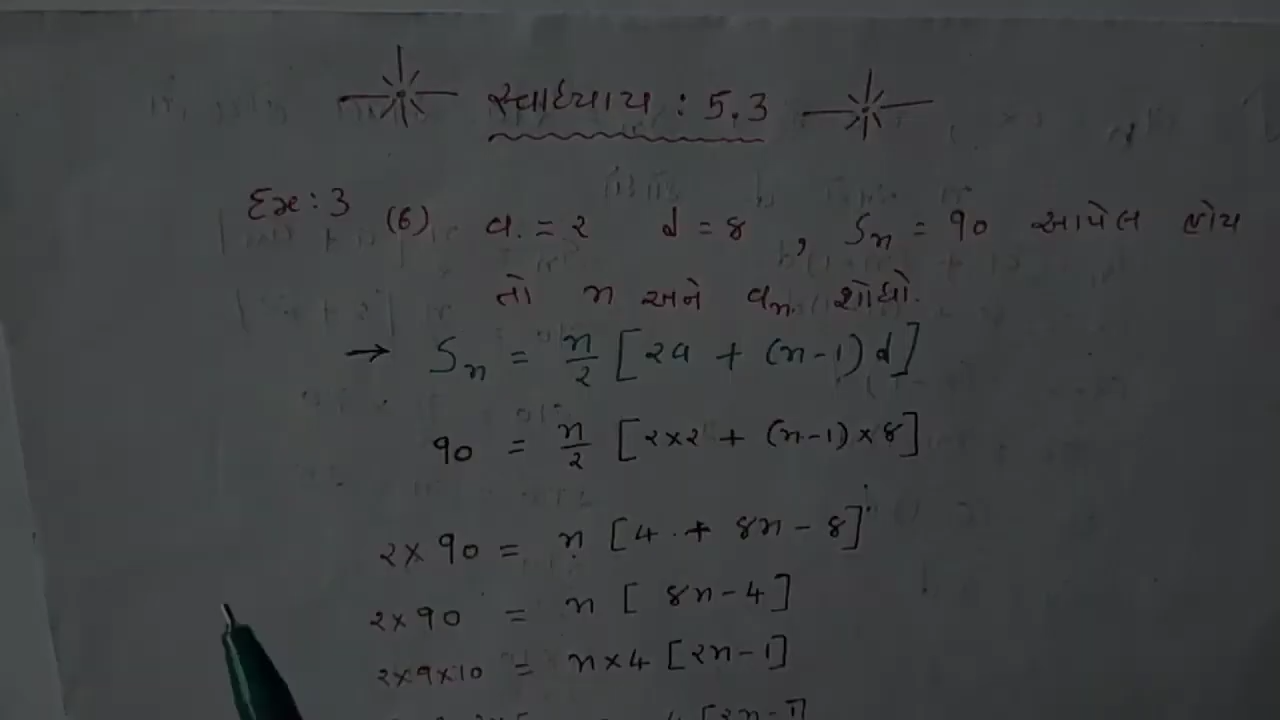 સ્વાધ્યાય : 5.3
Ex : 3 (6) a = 2 d = 8 , Sn = 90 આપેલ હોય
તો n અને an શોધો.
→ Sn = n/2 [2a + (n-1) d]
90 = n/2 [2×2 + (n-1)×8]
2×90 = n [4 + 8n - 8]
2×90 = n [ 8n-4]
2×9×10 = n×4 [2n-1]